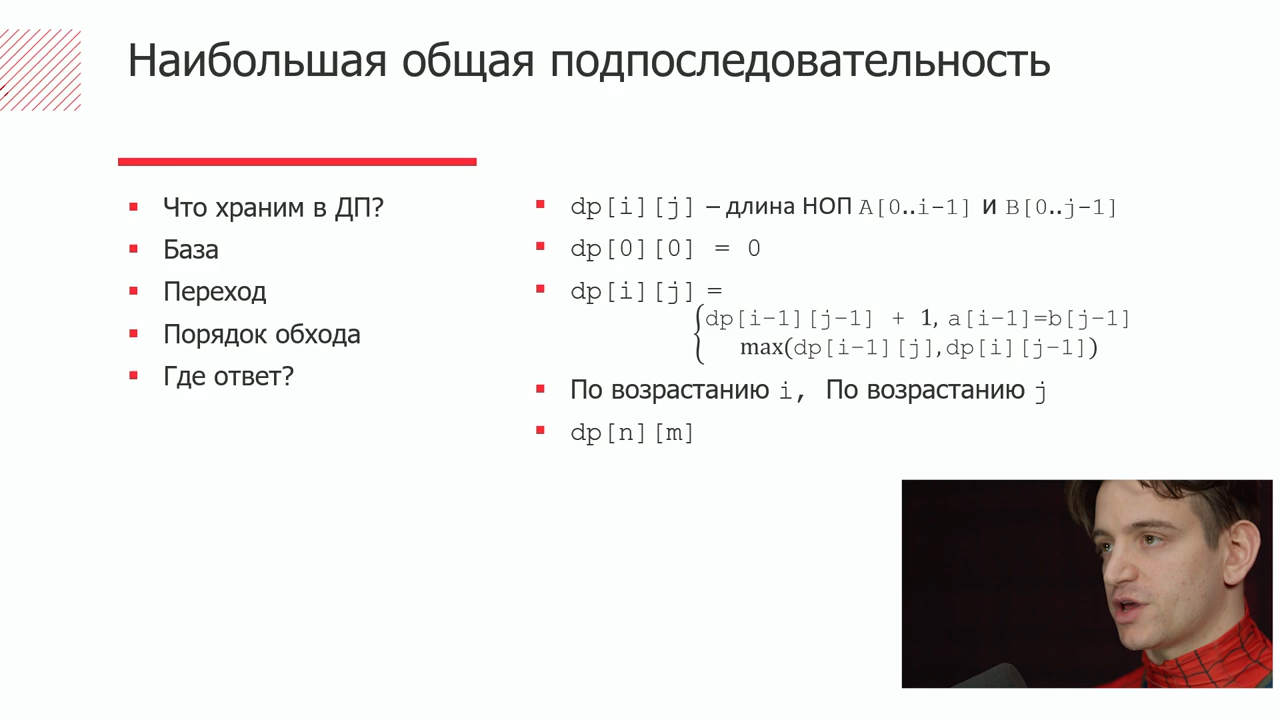 Наибольшая общая подпоследовательность
Что храним в ДП?
База
Переход
Порядок обхода
Где ответ?
dp[i][j] – длина НОП A[0..i-1] и B[0..j-1]
dp[0][0] = 0
dp[i][j] =
dp[i−1][j−1] + 1, a[i−1]=b[j−1]
max(dp[i−1][j],dp[i][j−1])
По возрастанию i, По возрастанию j
dp[n][m]